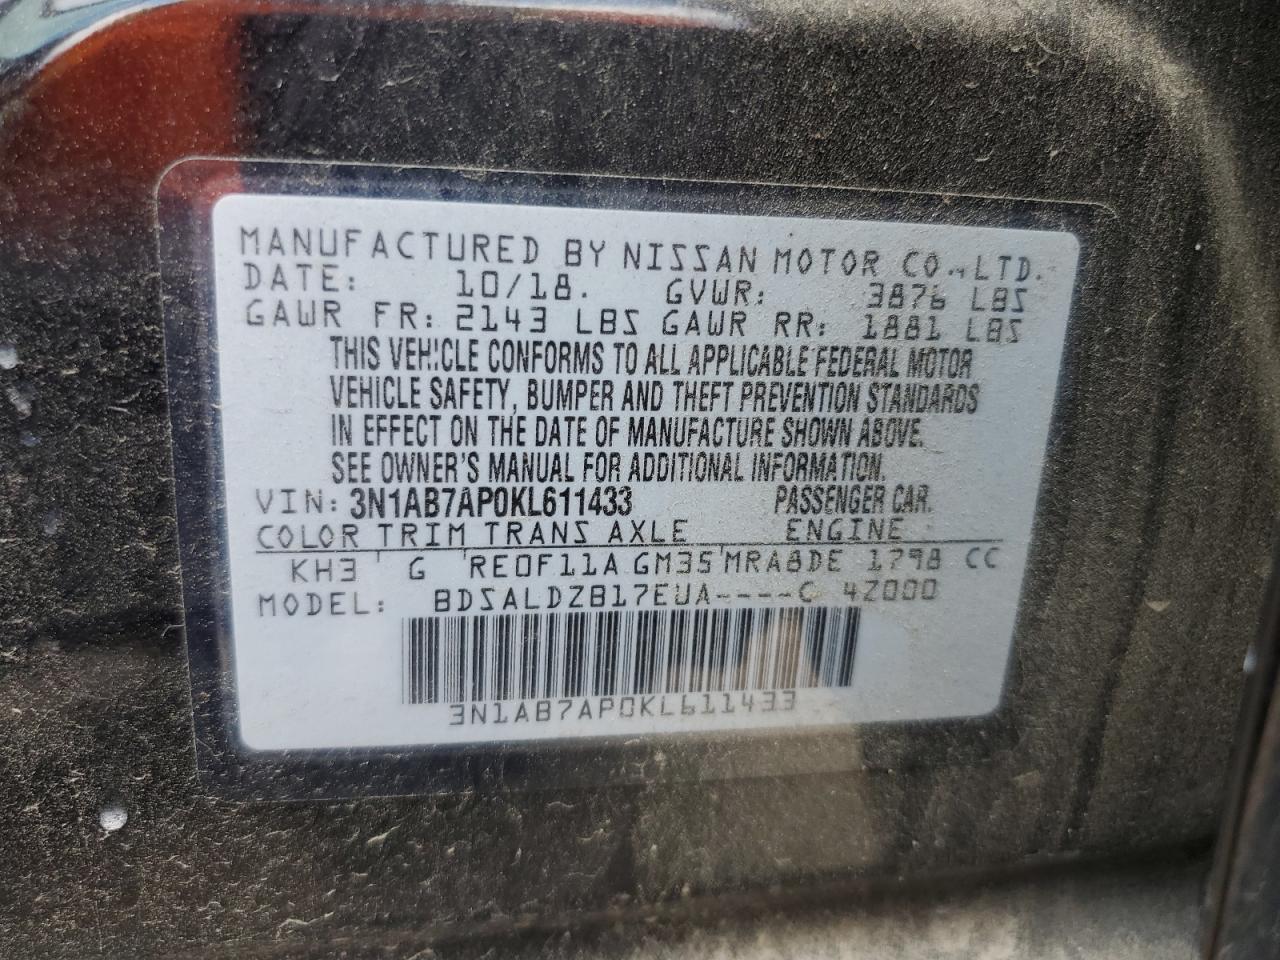 MANUFACTURED BY NISSAN MOTOR CO., LTD.
DATE: 10/18. GVWR: 3876 LBS
GAWR FR: 2143 LBS GAWR RR: 1881 LBS
THIS VEHICLE CONFORMS TO ALL APPLICABLE FEDERAL MOTOR
VEHICLE SAFETY, BUMPER AND THEFT PREVENTION STANDARDS
IN EFFECT ON THE DATE OF MANUFACTURE SHOWN ABOVE.
SEE OWNER'S MANUAL FOR ADDITIONAL INFORMATION.
VIN: 3N1AB7AP0KL611433 PASSENGER CAR.
COLOR TRIM TRANS AXLE ENGINE
KH3 G RE0F11A GM35 MRA8DE 1798 CC
MODEL: BDSALDZB17EUA----C 4Z000
3N1AB7AP0KL611433